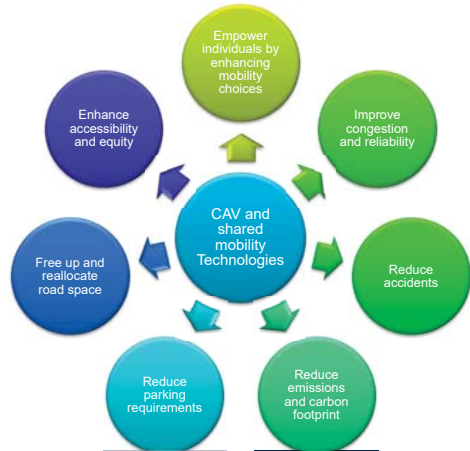 Empower
individuals by
enhancing
mobility
choices
Improve
congestion
and reliability
Reduce
accidents
Reduce
emissions
and carbon
footprint
Reduce
parking
requirements
Free up and
reallocate
road space
Enhance
accessibility
and equity
CAV and
shared
mobility
Technologies